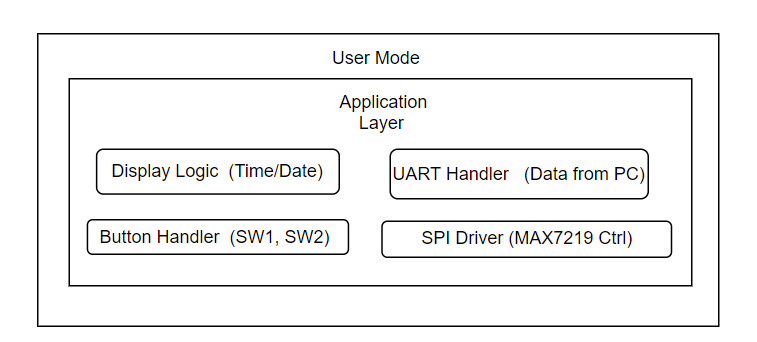 User Mode
Application
Layer
Display Logic  (Time/Date)
UART Handler   (Data from PC)
Button Handler  (SW1, SW2)
SPI Driver (MAX7219 Ctrl)